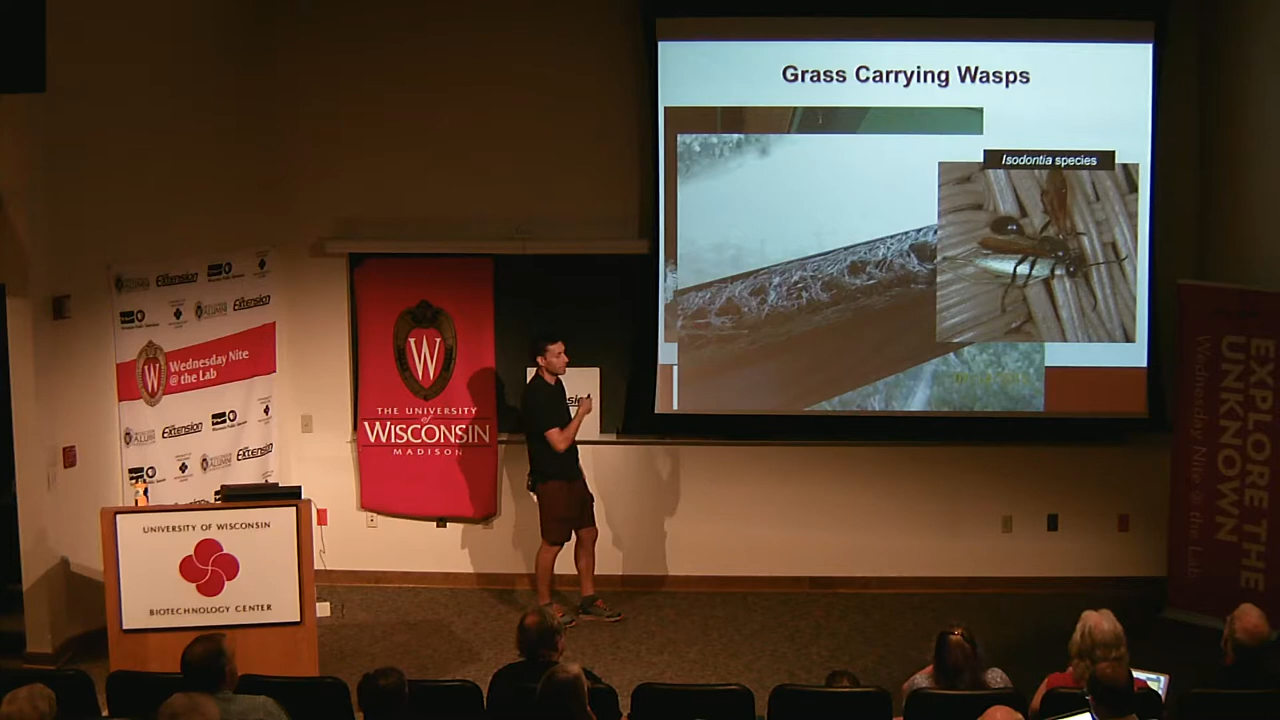 Grass Carrying Wasps
Isodontia species
Extension
Extension
Wednesday Nite
@ the Lab
Extension
Extension
W
W
THE UNIVERSITY
of
WISCONSIN
MADISON
UNIVERSITY OF WISCONSIN
BIOTECHNOLOGY CENTER
EXPLORE THE
UNKNOWN
Wednesday Nite @ the Lab